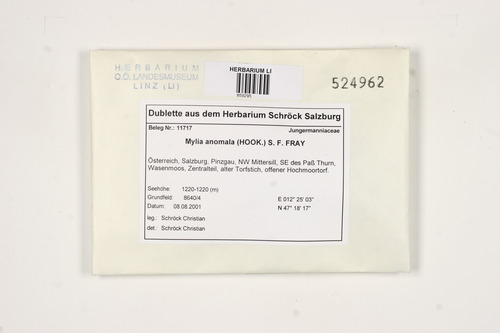 HERBARIUM
O.Ö. LANDESMUSEUM
LINZ (LI)
HERBARIUM LI
524962
Dublette aus dem Herbarium Schröck Salzburg
Beleg Nr.: 11717
Jungermanniaceae
Mylia anomala (HOOK.) S. F. FRAY
Österreich, Salzburg, Pinzgau, NW Mittersill, SE des Paß Thurn,
Wasenmoos, Zentralteil, alter Torfstich, offener Hochmoortorf.
Seehöhe: 1220-1220 (m)
Grundfeld: 8640/4
E 012° 25' 03"
Datum: 08.08.2001
N 47° 18' 17"
leg.: Schröck Christian
det.: Schröck Christian